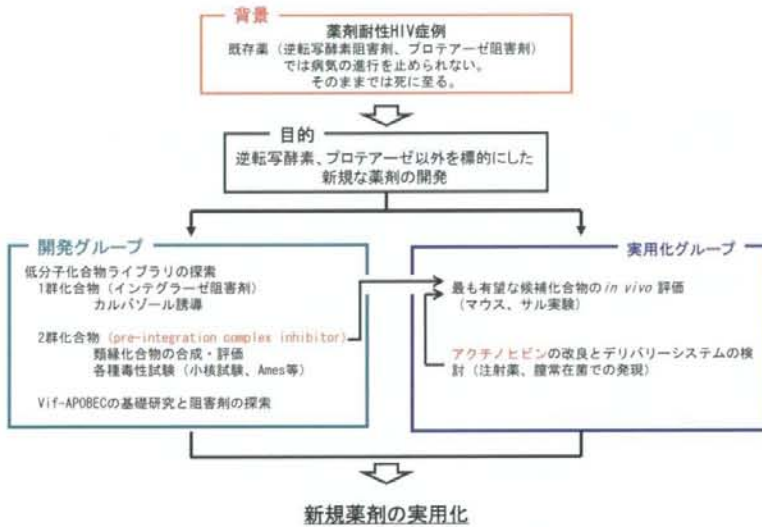 背景
薬剤耐性HIV症例
既存薬（逆転写酵素阻害剤、プロテアーゼ阻害剤）
では病気の進行を止められない。
そのままでは死に至る。
目的
逆転写酵素、プロテアーゼ以外を標的にした
新規な薬剤の開発
開発グループ
低分子化合物ライブラリの探索
1群化合物（インテグラーゼ阻害剤）
カルバゾール誘導
2群化合物（pre-integration complex inhibitor）
類縁化合物の合成・評価
各種毒性試験（小核試験、Ames等）
Vif-APOBECの基礎研究と阻害剤の探索
実用化グループ
最も有望な候補化合物のin vivo 評価
（マウス、サル実験）
アクチノヒビンの改良とデリバリーシステムの検
討（注射薬、膣常在菌での発現）
新規薬剤の実用化